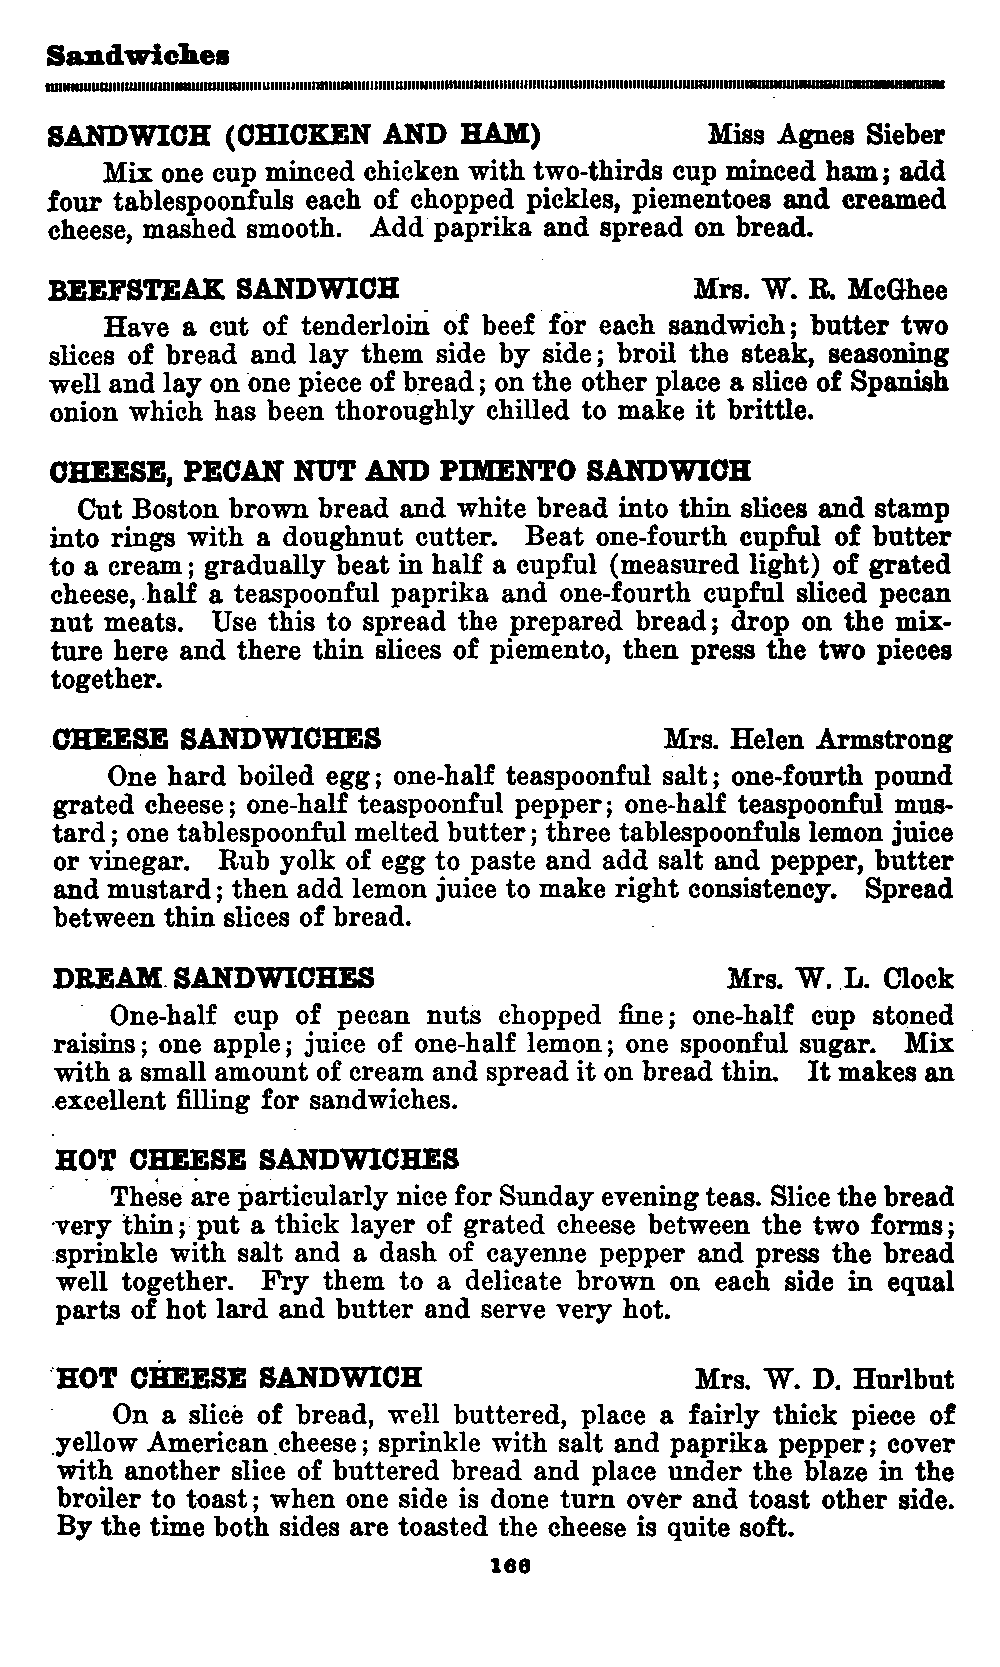 Sandwiches
SANDWICH (CHICKEN AND HAM) Miss Agnes Sieber
Mix one cup minced chicken with two-thirds cup minced ham; add
four tablespoonfuls each of chopped pickles, piementoes and creamed
cheese, mashed smooth. Add paprika and spread on bread.
BEEFSTEAK SANDWICH Mrs. W. R. McGhee
Have a cut of tenderloin of beef for each sandwich; butter two
slices of bread and lay them side by side; broil the steak, seasoning
well and lay on one piece of bread; on the other place a slice of Spanish
onion which has been thoroughly chilled to make it brittle.
CHEESE, PECAN NUT AND PIMENTO SANDWICH
Cut Boston brown bread and white bread into thin slices and stamp
into rings with a doughnut cutter. Beat one-fourth cupful of butter
to a cream; gradually beat in half a cupful (measured light) of grated
cheese, half a teaspoonful paprika and one-fourth cupful sliced pecan
nut meats. Use this to spread the prepared bread; drop on the mix-
ture here and there thin slices of piemento, then press the two pieces
together.
CHEESE SANDWICHES Mrs. Helen Armstrong
One hard boiled egg; one-half teaspoonful salt; one-fourth pound
grated cheese; one-half teaspoonful pepper; one-half teaspoonful mus-
tard; one tablespoonful melted butter; three tablespoonfuls lemon juice
or vinegar. Rub yolk of egg to paste and add salt and pepper, butter
and mustard; then add lemon juice to make right consistency. Spread
between thin slices of bread.
DREAM SANDWICHES Mrs. W. L. Clock
One-half cup of pecan nuts chopped fine; one-half cup stoned
raisins; one apple; juice of one-half lemon; one spoonful sugar. Mix
with a small amount of cream and spread it on bread thin. It makes an
excellent filling for sandwiches.
HOT CHEESE SANDWICHES
These are particularly nice for Sunday evening teas. Slice the bread
very thin; put a thick layer of grated cheese between the two forms;
sprinkle with salt and a dash of cayenne pepper and press the bread
well together. Fry them to a delicate brown on each side in equal
parts of hot lard and butter and serve very hot.
HOT CHEESE SANDWICH Mrs. W. D. Hurlbut
On a slice of bread, well buttered, place a fairly thick piece of
yellow American cheese; sprinkle with salt and paprika pepper; cover
with another slice of buttered bread and place under the blaze in the
broiler to toast; when one side is done turn over and toast other side.
By the time both sides are toasted the cheese is quite soft.
166